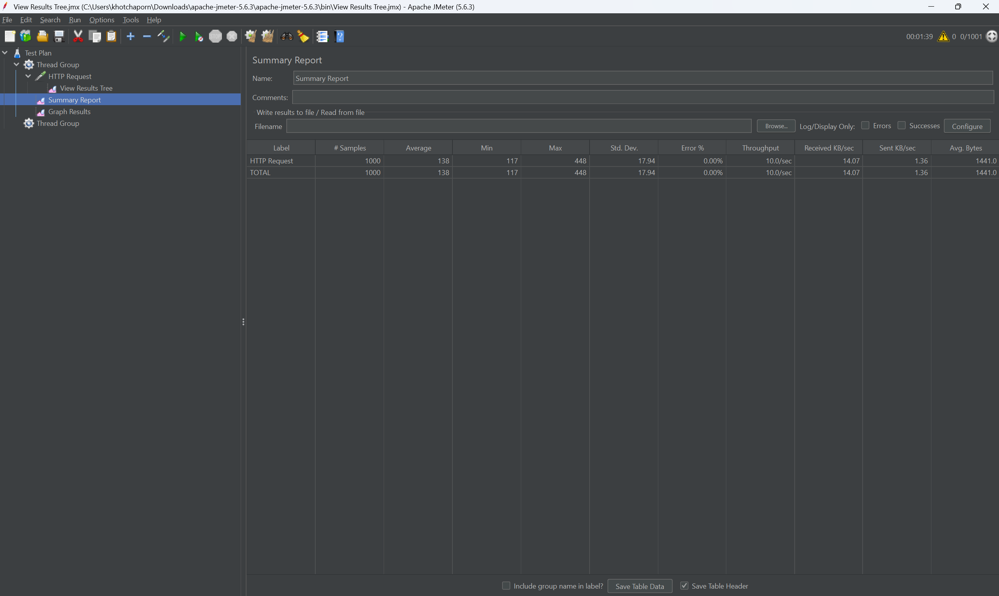 View Results Tree.jmx (C:\Users\khotchaporn\Downloads\apache-jmeter-5.6.3\apache-jmeter-5.6.3\bin\View Results Tree.jmx) - Apache JMeter (5.6.3)
File Edit Search Run Options Tools Help
STOP 00:01:39 0 0/1001
Test Plan
Thread Group
HTTP Request
View Results Tree
Summary Report
Graph Results
Thread Group
Summary Report
Name: Summary Report
Comments:
Write results to file / Read from file
Filename Browse... Log/Display Only: Errors Successes Configure
Label # Samples Average Min Max Std. Dev. Error % Throughput Received KB/sec Sent KB/sec Avg. Bytes
HTTP Request 1000 138 117 448 17.94 0.00% 10.0/sec 14.07 1.36 1441.0
TOTAL 1000 138 117 448 17.94 0.00% 10.0/sec 14.07 1.36 1441.0
Include group name in label? Save Table Data Save Table Header